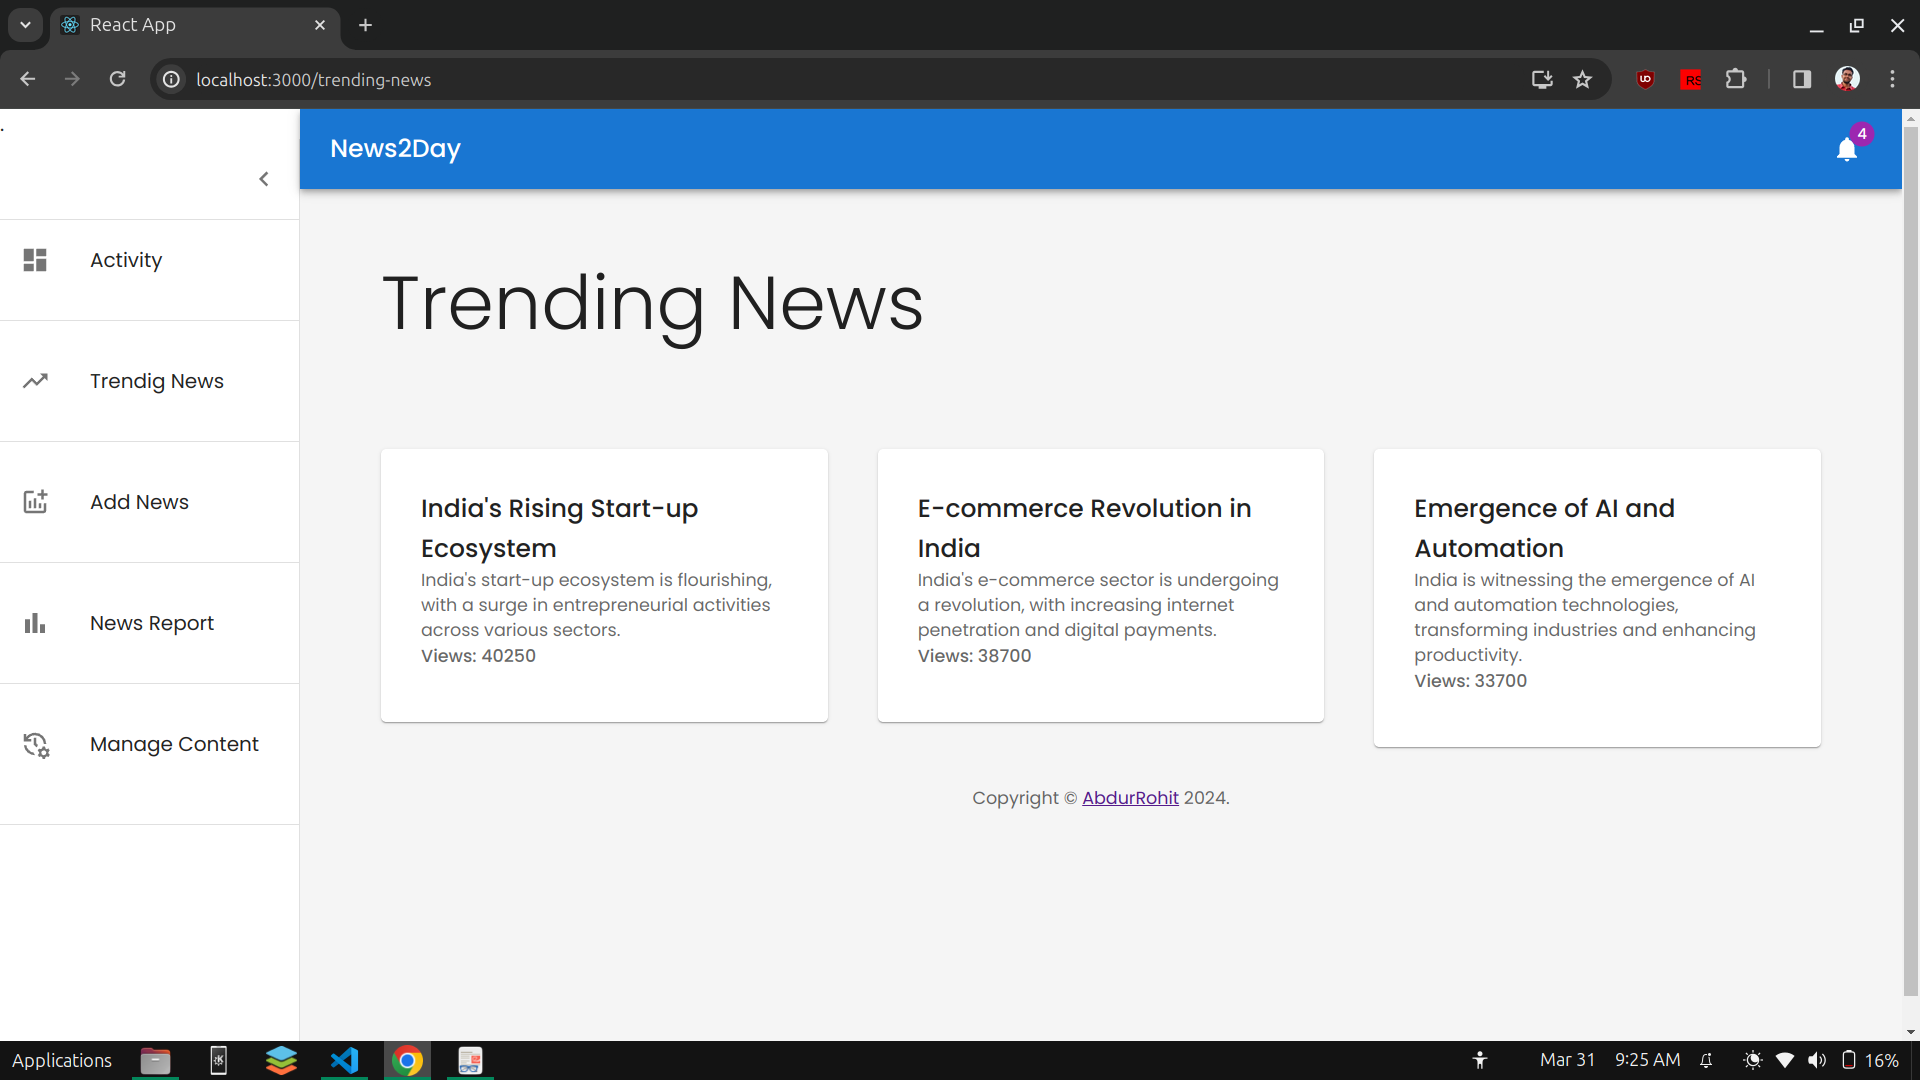 React App
localhost:3000/trending-news
UD
RS
.
News2Day
4
Activity
Trendig News
Add News
News Report
Manage Content
Trending News
India's Rising Start-up
Ecosystem
India's start-up ecosystem is flourishing,
with a surge in entrepreneurial activities
across various sectors.
Views: 40250
E-commerce Revolution in
India
India's e-commerce sector is undergoing
a revolution, with increasing internet
penetration and digital payments.
Views: 38700
Emergence of AI and
Automation
India is witnessing the emergence of AI
and automation technologies,
transforming industries and enhancing
productivity.
Views: 33700
Copyright © AbdurRohit 2024.
Applications
Mar 31 9:25 AM
16%